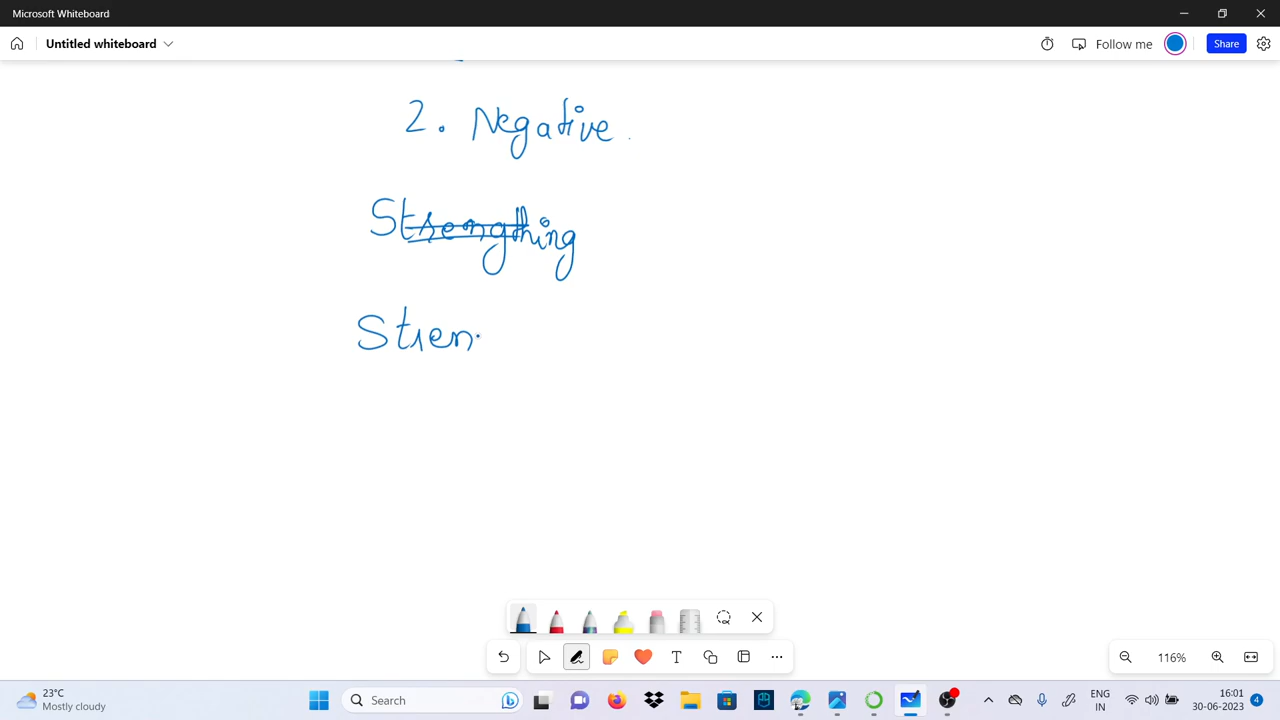 Microsoft Whiteboard
Untitled whiteboard
Follow me
Share
2. Negative.
Strengthing
Stren
116%
23°C
Mostly cloudy
Search
ENG
IN
16:01
30-06-2023
4